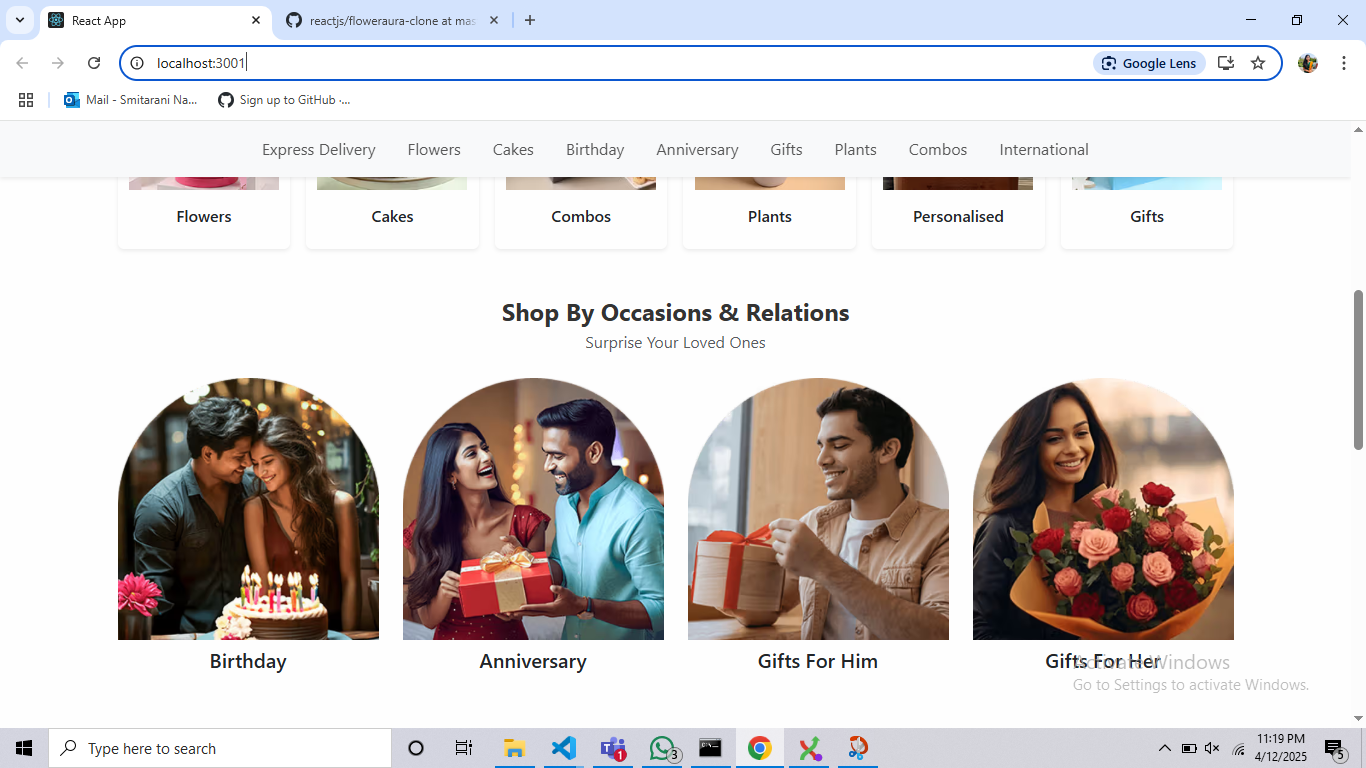 React App
reactjs/floweraura-clone at mas
localhost:3001
Google Lens
Mail - Smitarani Na...
Sign up to GitHub ·...
Express Delivery
Flowers
Cakes
Birthday
Anniversary
Gifts
Plants
Combos
International
Flowers
Cakes
Combos
Plants
Personalised
Gifts
Shop By Occasions & Relations
Surprise Your Loved Ones
Birthday
Anniversary
Gifts For Him
Gifts For Her
Activate Windows
Go to Settings to activate Windows.
Type here to search
1
3
11:19 PM
4/12/2025
5